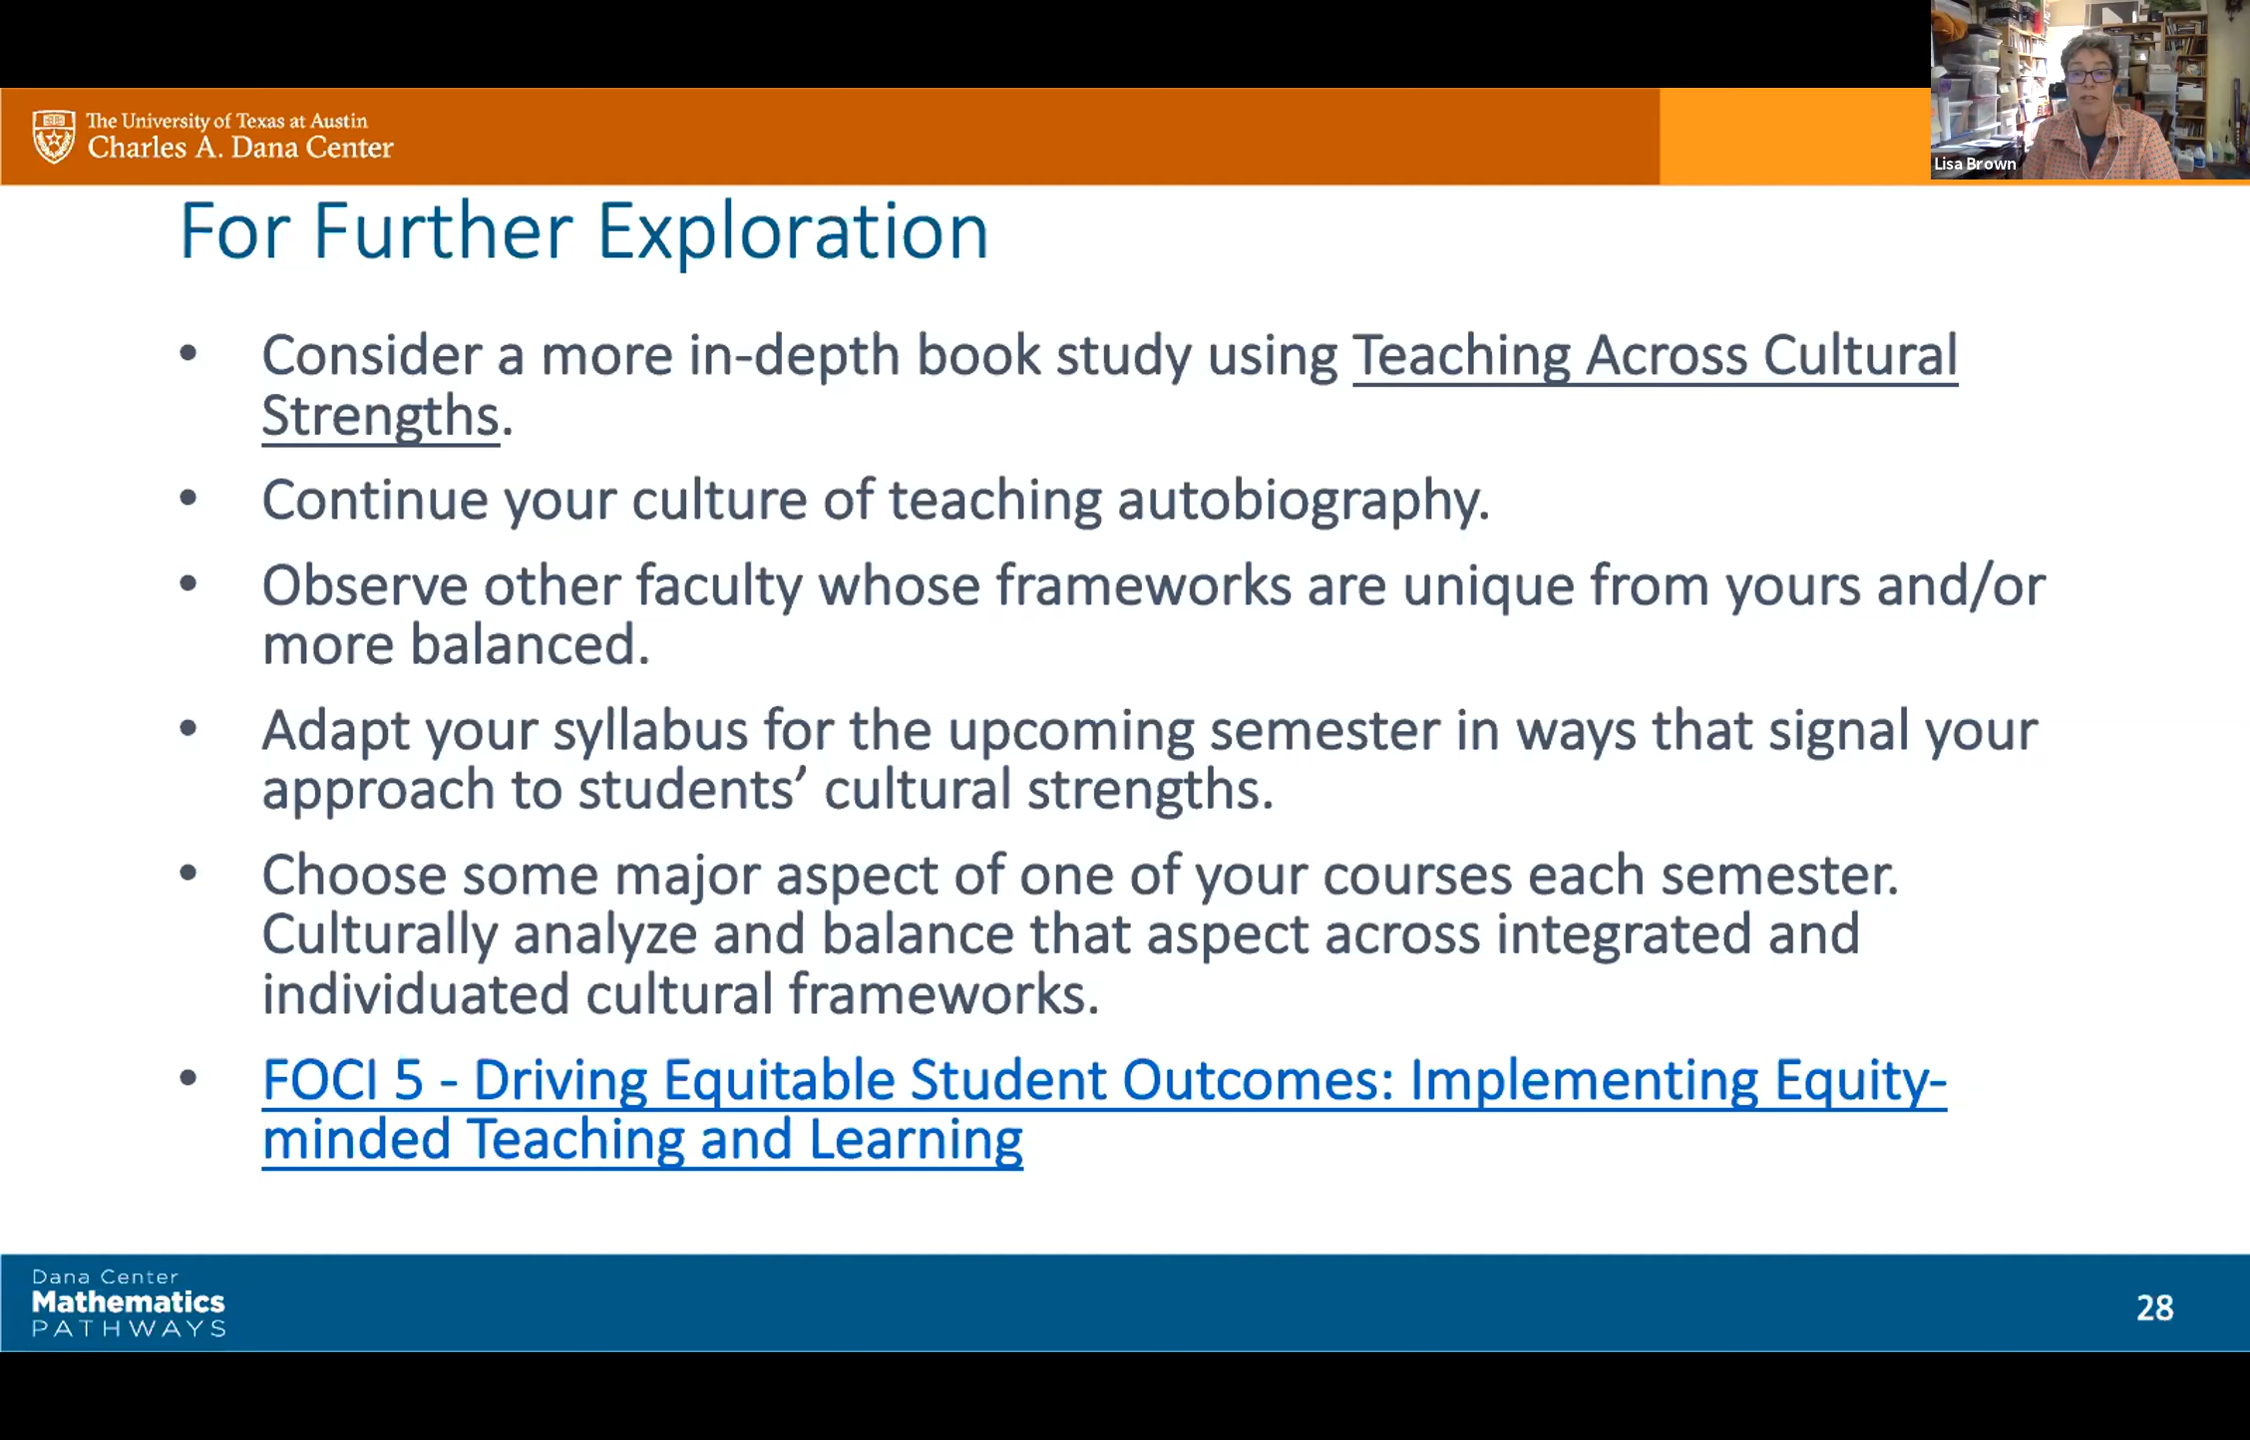 The University of Texas at Austin
Charles A. Dana Center
Lisa Brown
For Further Exploration
• Consider a more in-depth book study using Teaching Across Cultural
Strengths.
• Continue your culture of teaching autobiography.
• Observe other faculty whose frameworks are unique from yours and/or
more balanced.
• Adapt your syllabus for the upcoming semester in ways that signal your
approach to students’ cultural strengths.
• Choose some major aspect of one of your courses each semester.
Culturally analyze and balance that aspect across integrated and
individuated cultural frameworks.
• FOCI 5 - Driving Equitable Student Outcomes: Implementing Equity-
minded Teaching and Learning
Dana Center
Mathematics
PATHWAYS
28